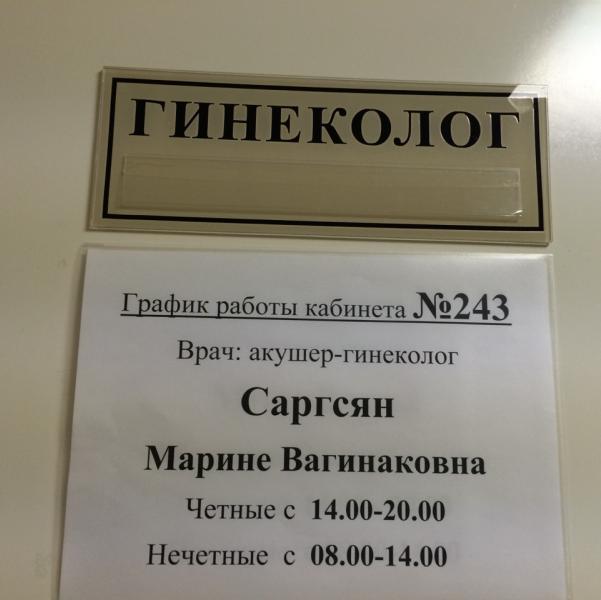 ГИНЕКОЛОГ
График работы кабинета №243
Врач: акушер-гинеколог
Саргсян
Марине Вагинаковна
Четные с 14.00-20.00
Нечетные с 08.00-14.00